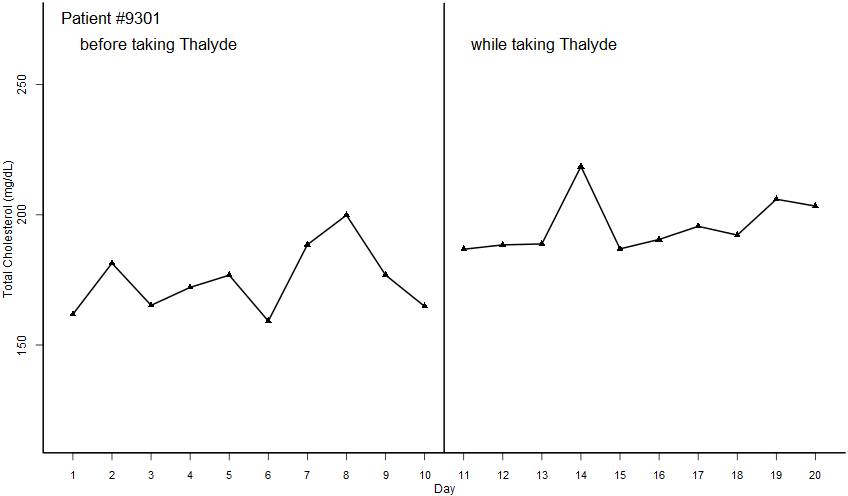 Patient #9301
before taking Thalyde
while taking Thalyde
Total Cholesterol (mg/dL)
250
200
150
1 2 3 4 5 6 7 8 9 10 11 12 13 14 15 16 17 18 19 20
Day